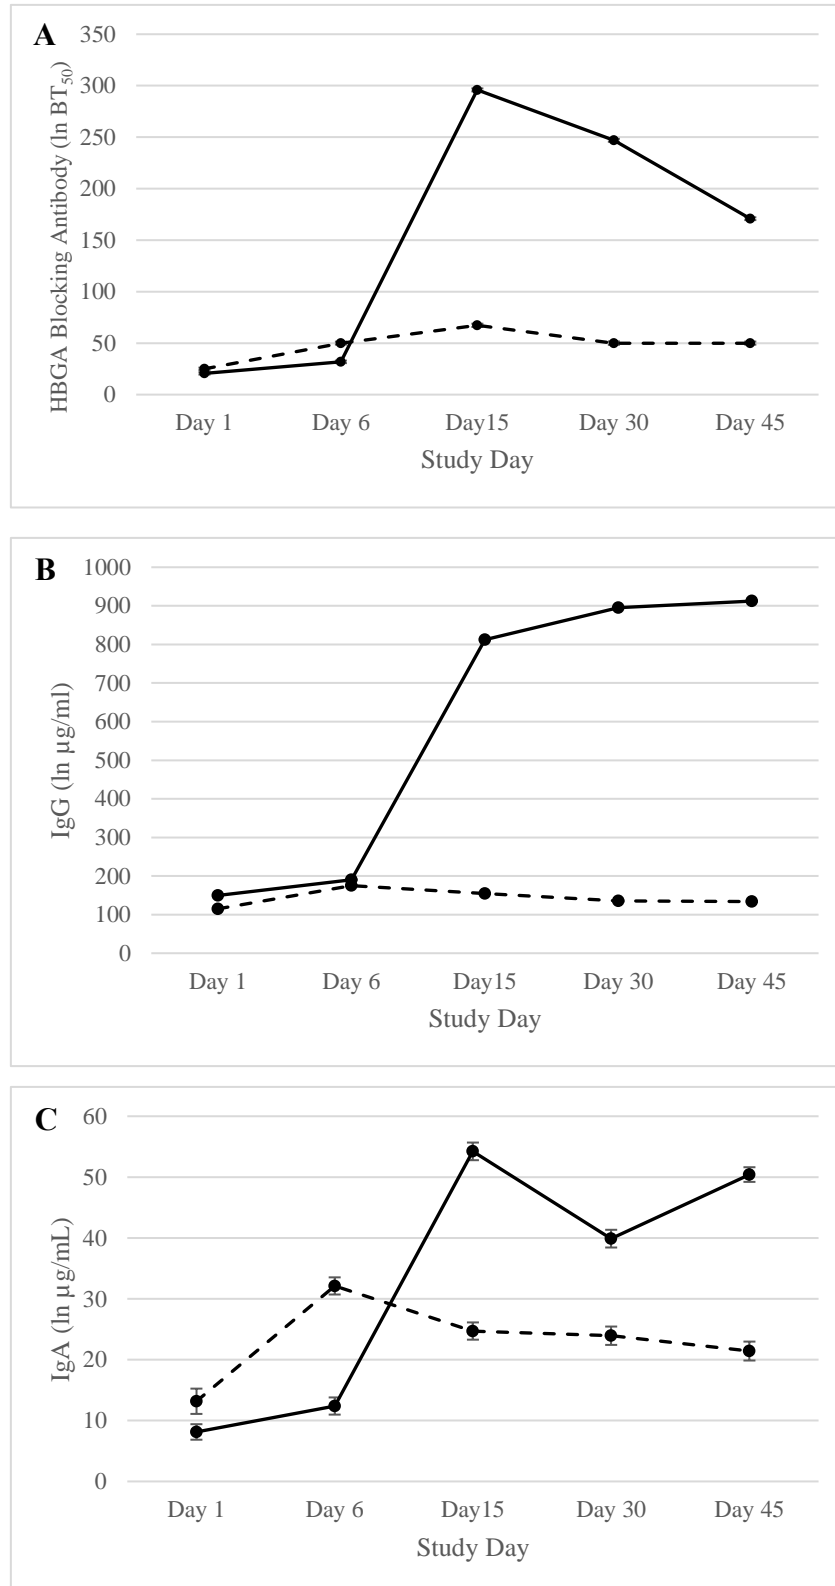 A
HBGA Blocking Antibody (ln BT50)
350
300
250
200
150
100
50
0
Day 1 Day 6 Day15 Day 30 Day 45
Study Day
B
IgG (ln µg/ml)
1000
900
800
700
600
500
400
300
200
100
0
Day 1 Day 6 Day15 Day 30 Day 45
Study Day
C
IgA (ln µg/mL)
60
50
40
30
20
10
0
Day 1 Day 6 Day15 Day 30 Day 45
Study Day